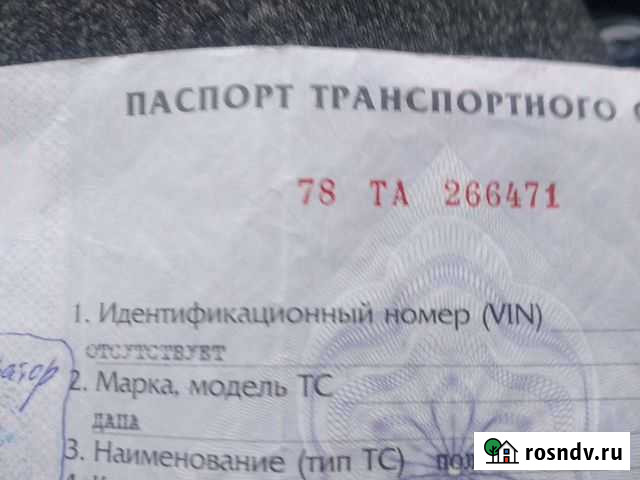 ПАСПОРТ ТРАНСПОРТНОГО
78 ТА 266471
1. Идентификационный номер (VIN)
ОТСУТСТВУЕТ
2. Марка, модель ТС
ДАПА
3. Наименование (тип ТС)
rosndv.ru